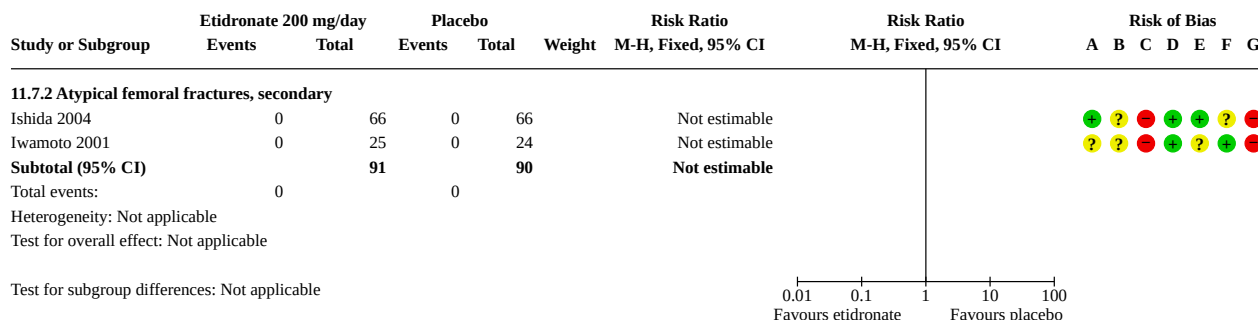 Etidronate 200 mg/day Placebo Risk Ratio Risk Ratio Risk of Bias
Study or Subgroup Events Total Events Total Weight M-H, Fixed, 95% CI M-H, Fixed, 95% CI A B C D E F G
11.7.2 Atypical femoral fractures, secondary
Ishida 2004 0 66 0 66 Not estimable + ? − + + ? −
Iwamoto 2001 0 25 0 24 Not estimable ? ? − + ? + −
Subtotal (95% CI) 91 90 Not estimable
Total events: 0 0
Heterogeneity: Not applicable
Test for overall effect: Not applicable
Test for subgroup differences: Not applicable
0.01 0.1 1 10 100
Favours etidronate Favours placebo